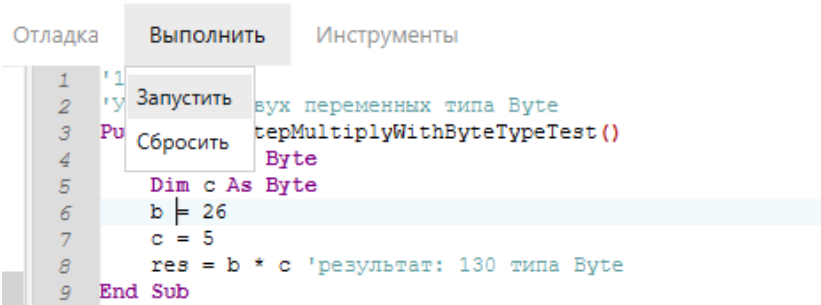 Отладка Выполнить Инструменты
1 '1
Запустить
2 'У вух переменных типа Byte
3 Pu tepMultiplyWithByteTypeTest()
Сбросить
4 Byte
5 Dim c As Byte
6 b = 26
7 c = 5
8 res = b * c 'результат: 130 типа Byte
9 End Sub